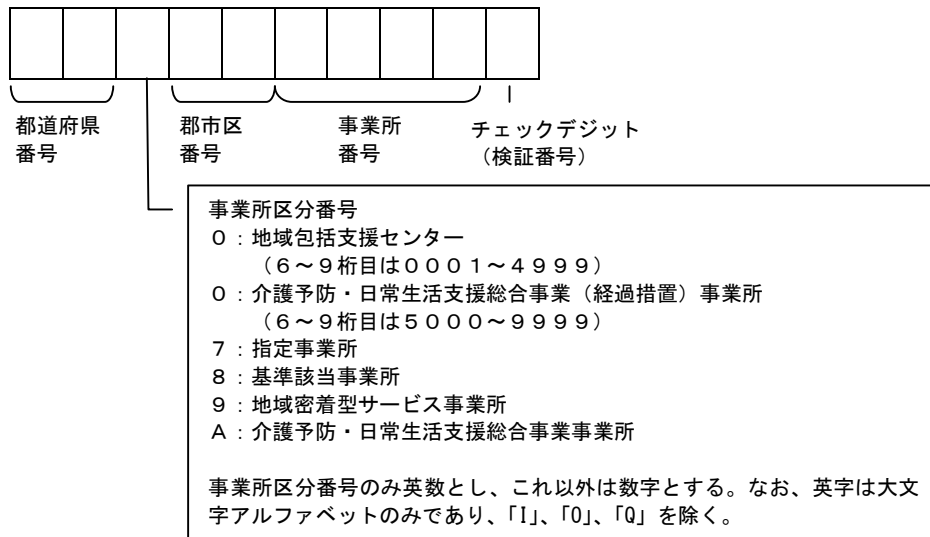 都道府県
番号
郡市区
番号
事業所
番号
チェックデジット
（検証番号）
事業所区分番号
０：地域包括支援センター
（６～９桁目は０００１～４９９９）
０：介護予防・日常生活支援総合事業（経過措置）事業所
（６～９桁目は５０００～９９９９）
７：指定事業所
８：基準該当事業所
９：地域密着型サービス事業所
Ａ：介護予防・日常生活支援総合事業事業所
事業所区分番号のみ英数とし、これ以外は数字とする。なお、英字は大文
字アルファベットのみであり、「I」、「O」、「Q」を除く。